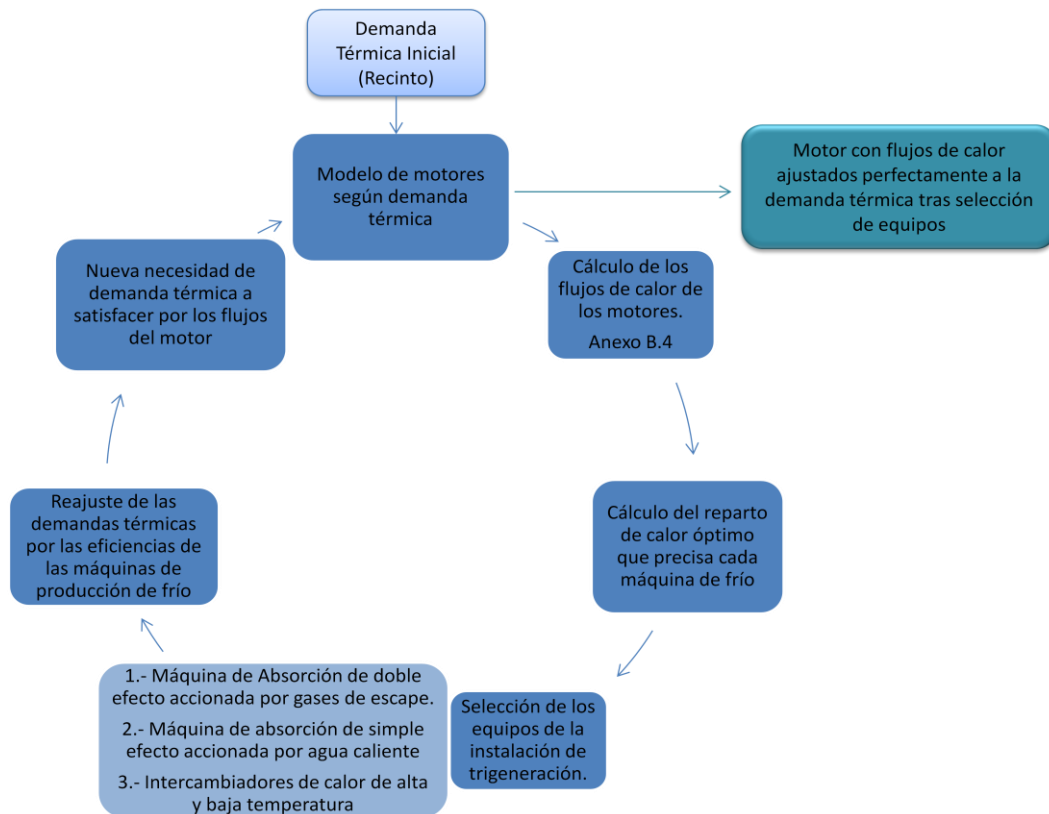 Demanda
Térmica Inicial
(Recinto)
Modelo de motores
según demanda
térmica
Motor con flujos de calor
ajustados perfectamente a la
demanda térmica tras selección
de equipos
Cálculo de los
flujos de calor de
los motores.
Anexo B.4
Cálculo del reparto
de calor óptimo
que precisa cada
máquina de frío
Selección de los
equipos de la
instalación de
trigeneración.
1.- Máquina de Absorción de doble
efecto accionada por gases de escape.
2.- Máquina de absorción de simple
efecto accionada por agua caliente
3.- Intercambiadores de calor de alta
y baja temperatura
Reajuste de las
demandas térmicas
por las eficiencias de
las máquinas de
producción de frío
Nueva necesidad de
demanda térmica a
satisfacer por los flujos
del motor